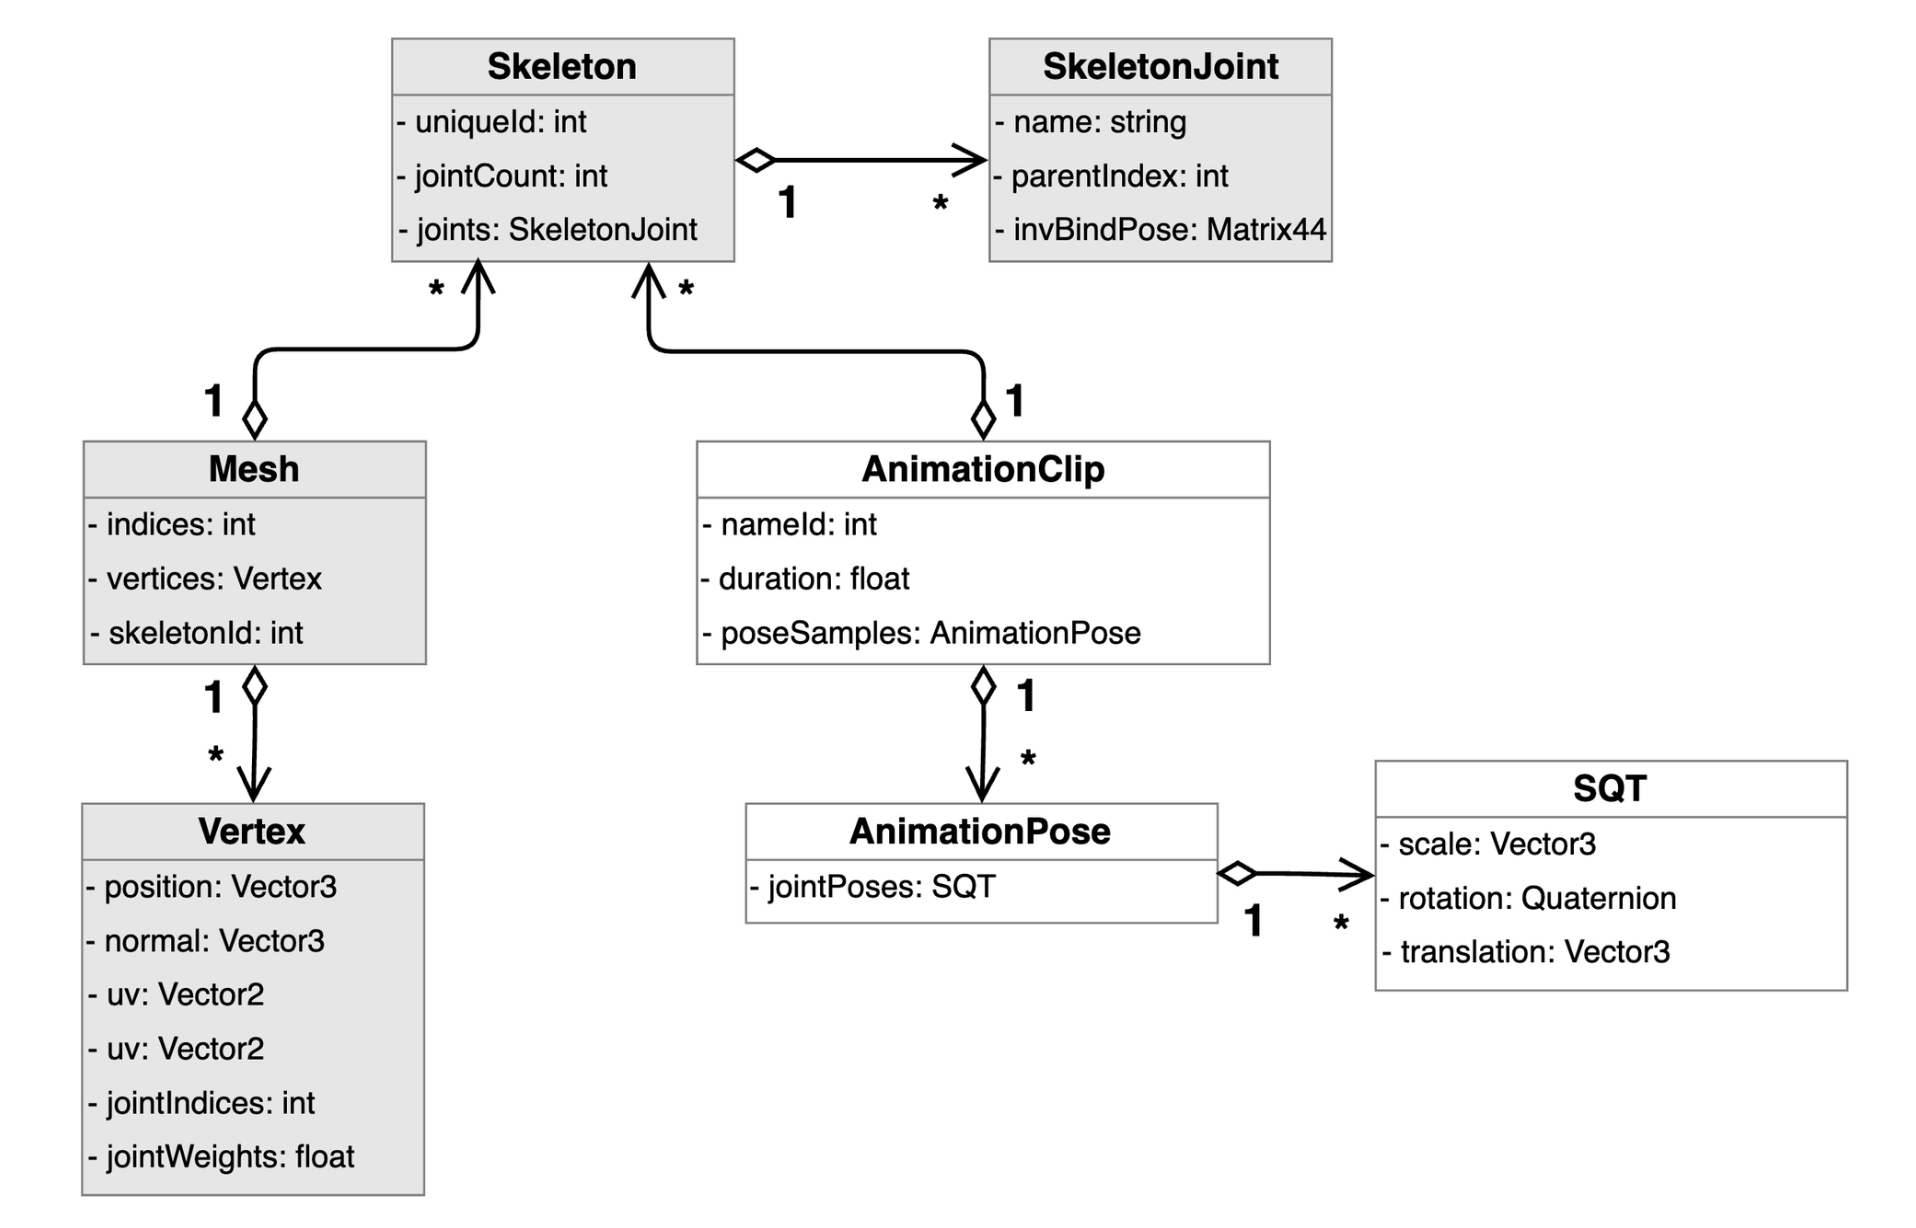 Skeleton
- uniqueId: int
- jointCount: int
- joints: SkeletonJoint
1
*
SkeletonJoint
- name: string
- parentIndex: int
- invBindPose: Matrix44
*
*
1
1
Mesh
- indices: int
- vertices: Vertex
- skeletonId: int
AnimationClip
- nameId: int
- duration: float
- poseSamples: AnimationPose
1
*
1
*
Vertex
- position: Vector3
- normal: Vector3
- uv: Vector2
- uv: Vector2
- jointIndices: int
- jointWeights: float
AnimationPose
- jointPoses: SQT
1
*
SQT
- scale: Vector3
- rotation: Quaternion
- translation: Vector3